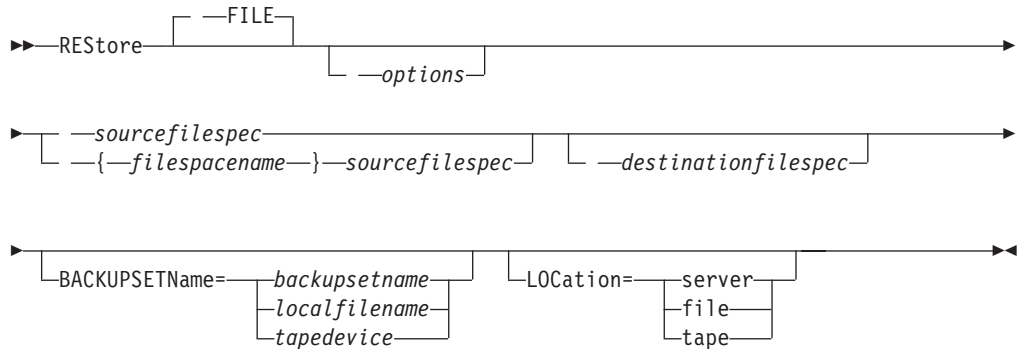 FILE
REStore
options
sourcefilespec
{ filespacename } sourcefilespec
destinationfilespec
BACKUPSETName= backupsetname LOCation= server
localfilename file
tapedevice tape